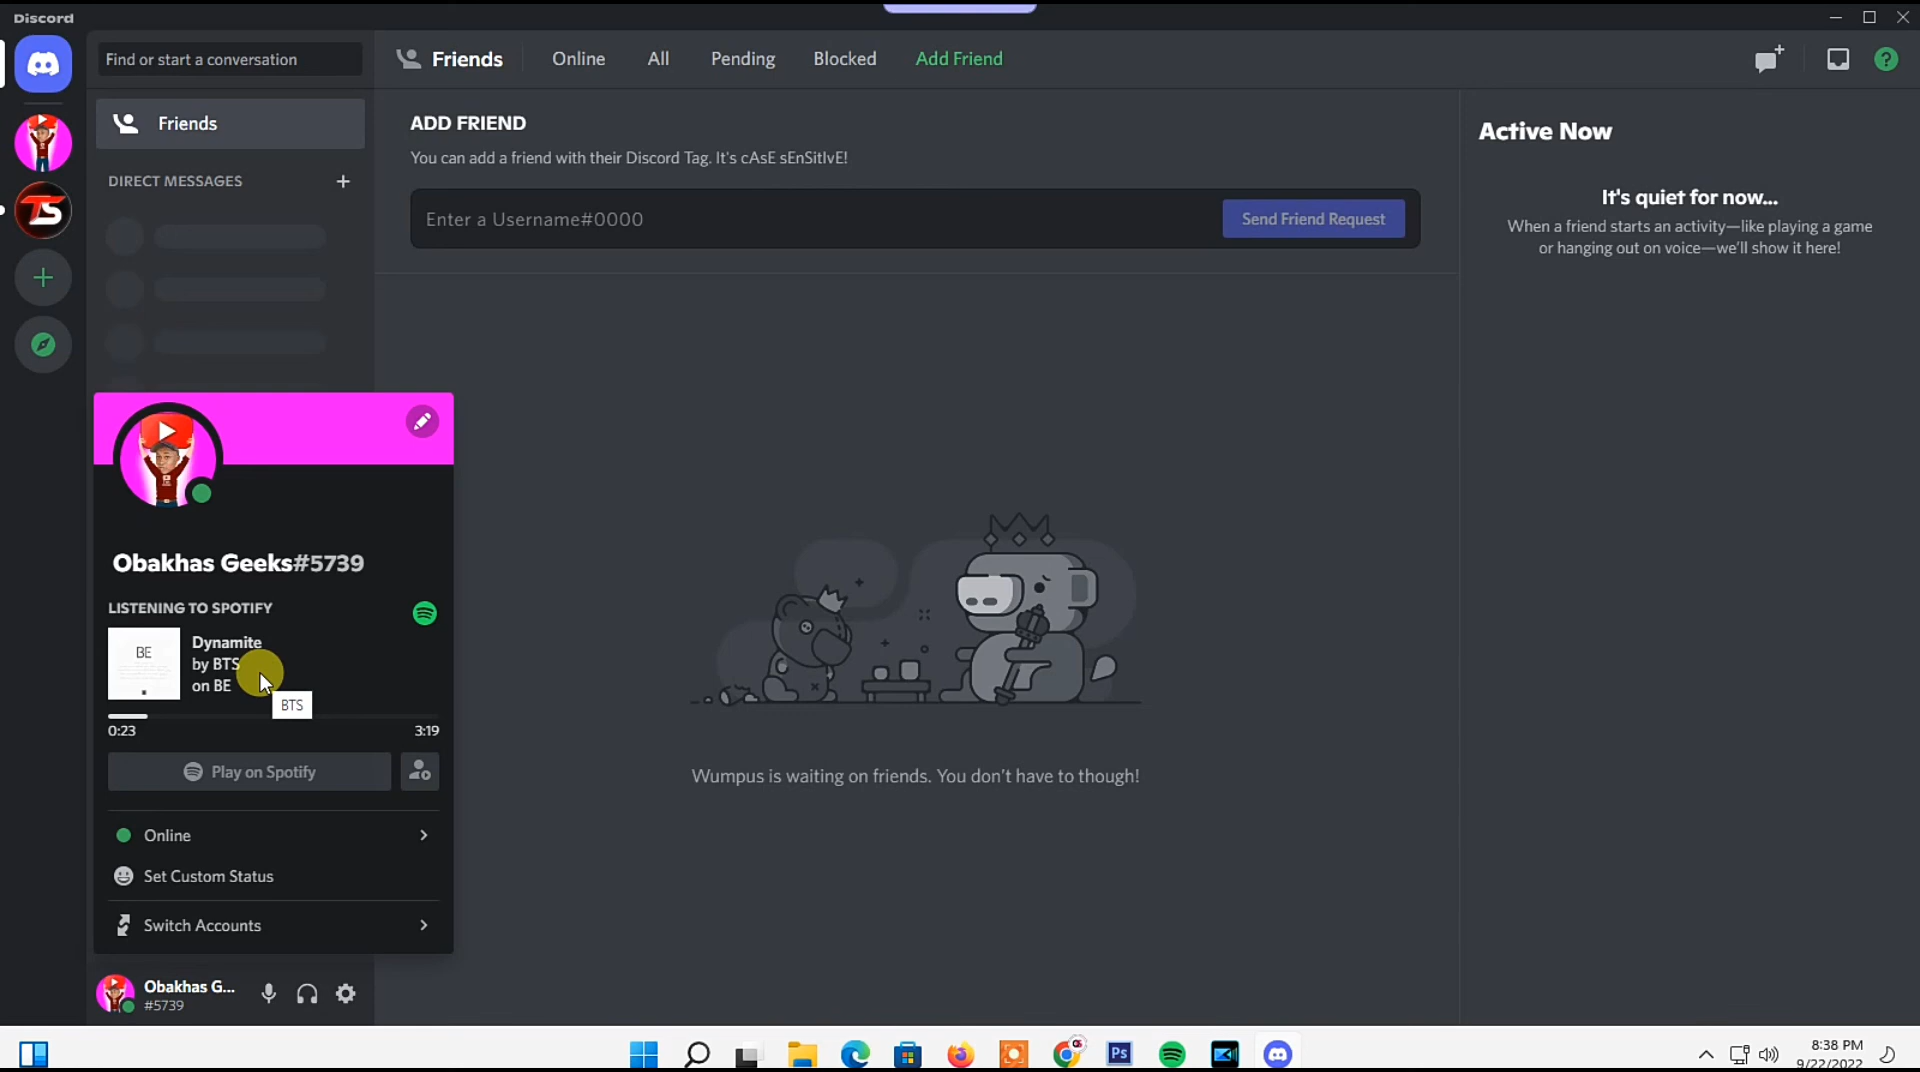 Discord
Find or start a conversation
Friends
Online
All
Pending
Blocked
Add Friend
Friends
DIRECT MESSAGES
ADD FRIEND
You can add a friend with their Discord Tag. It's cAsE sEnSitIvE!
Enter a Username#0000
Send Friend Request
Active Now
It's quiet for now...
When a friend starts an activity—like playing a game
or hanging out on voice—we'll show it here!
TS
Obakhas Geeks#5739
LISTENING TO SPOTIFY
BE
Dynamite
by BTS
on BE
BTS
0:23
3:19
Play on Spotify
Online
Set Custom Status
Switch Accounts
Wumpus is waiting on friends. You don't have to though!
Obakhas G...
#5739
Ps
8:38 PM
9/22/2022